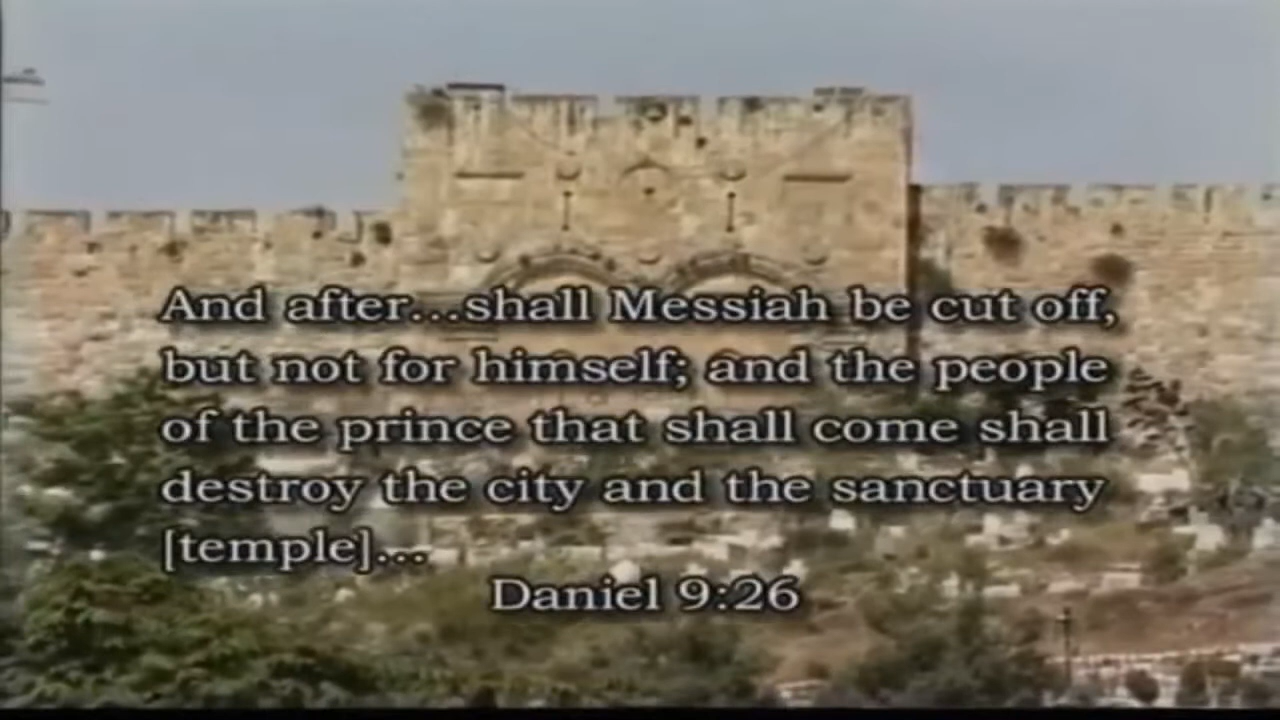 And after...shall Messiah be cut off,
but not for himself; and the people
of the prince that shall come shall
destroy the city and the sanctuary
[temple]...
Daniel 9:26